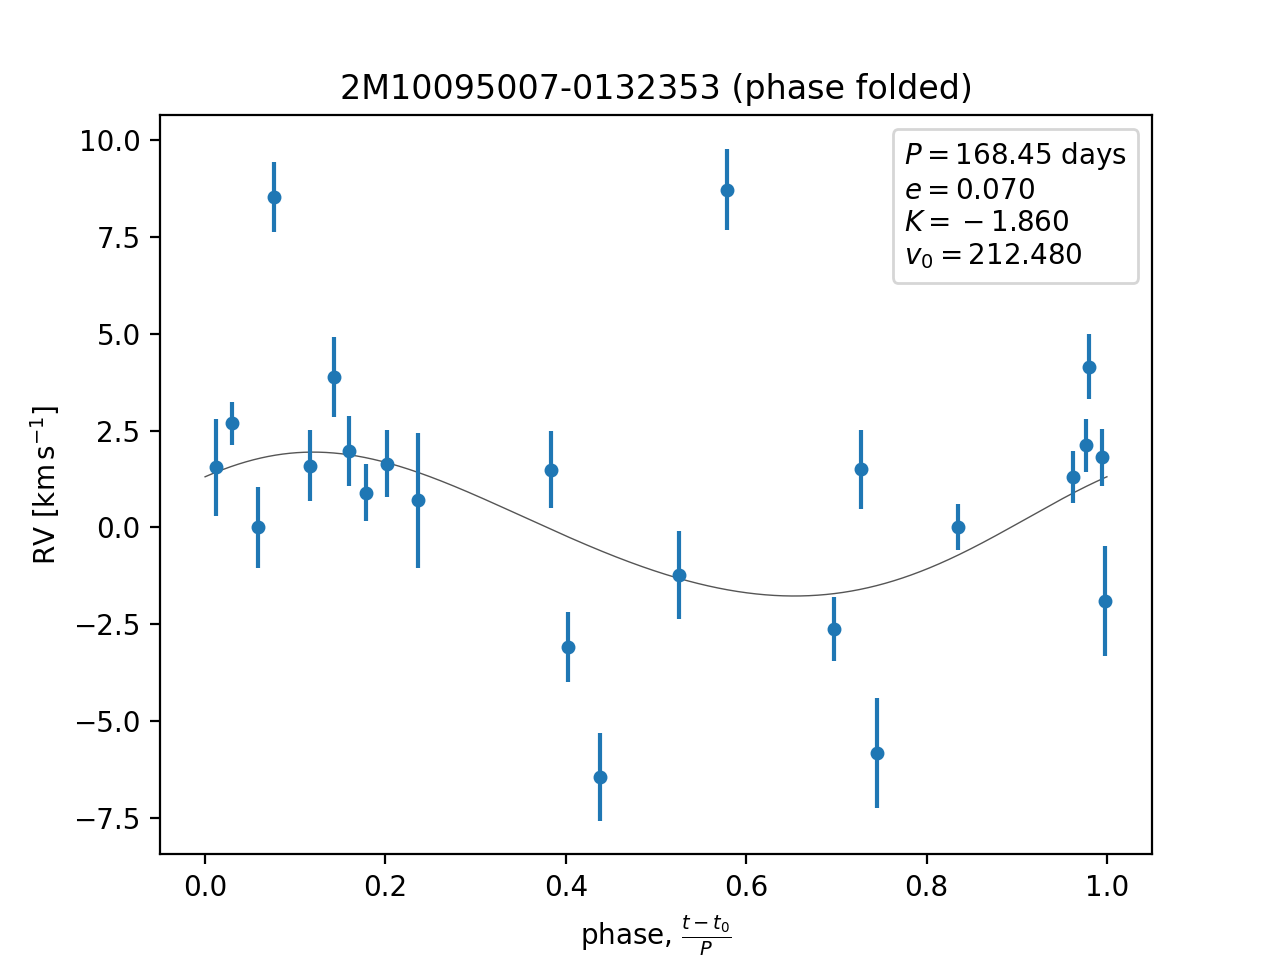 2M10095007-0132353 (phase folded)
P = 168.45 days
e = 0.070
K = −1.860
v₀ = 212.480
RV [km s⁻¹]
10.0
7.5
5.0
2.5
0.0
−2.5
−5.0
−7.5
0.0 0.2 0.4 0.6 0.8 1.0
phase, (t − t₀)/P